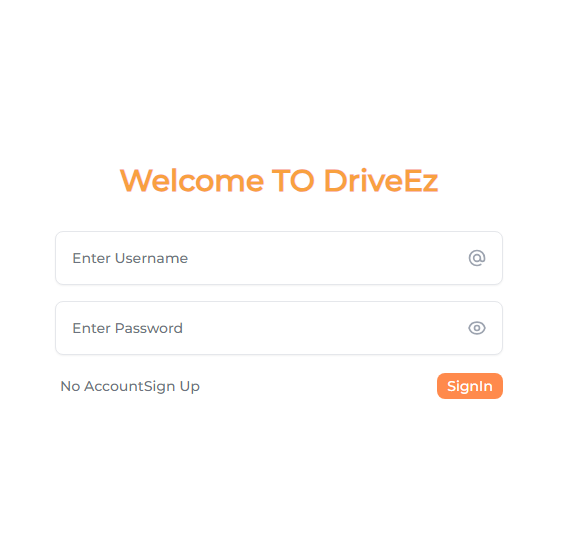 Welcome TO DriveEz
Enter Username
Enter Password
No AccountSign Up SignIn